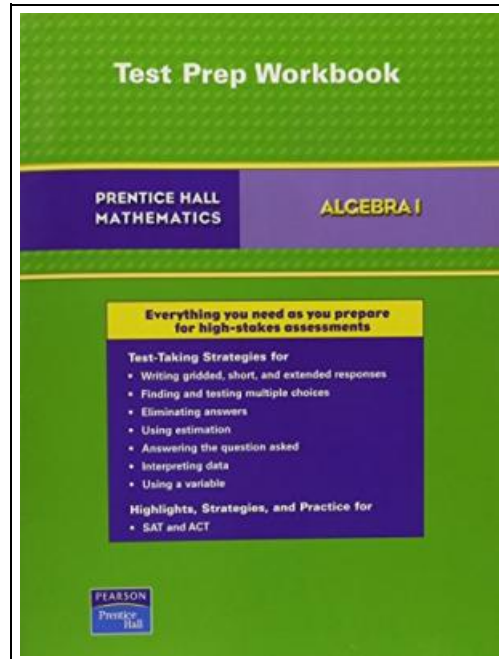 Test Prep Workbook
PRENTICE HALL
MATHEMATICS
ALGEBRA I
Everything you need as you prepare
for high-stakes assessments
Test-Taking Strategies for
• Writing gridded, short, and extended responses
• Finding and testing multiple choices
• Eliminating answers
• Using estimation
• Answering the question asked
• Interpreting data
• Using a variable
Highlights, Strategies, and Practice for
• SAT and ACT
PEARSON
Prentice
Hall